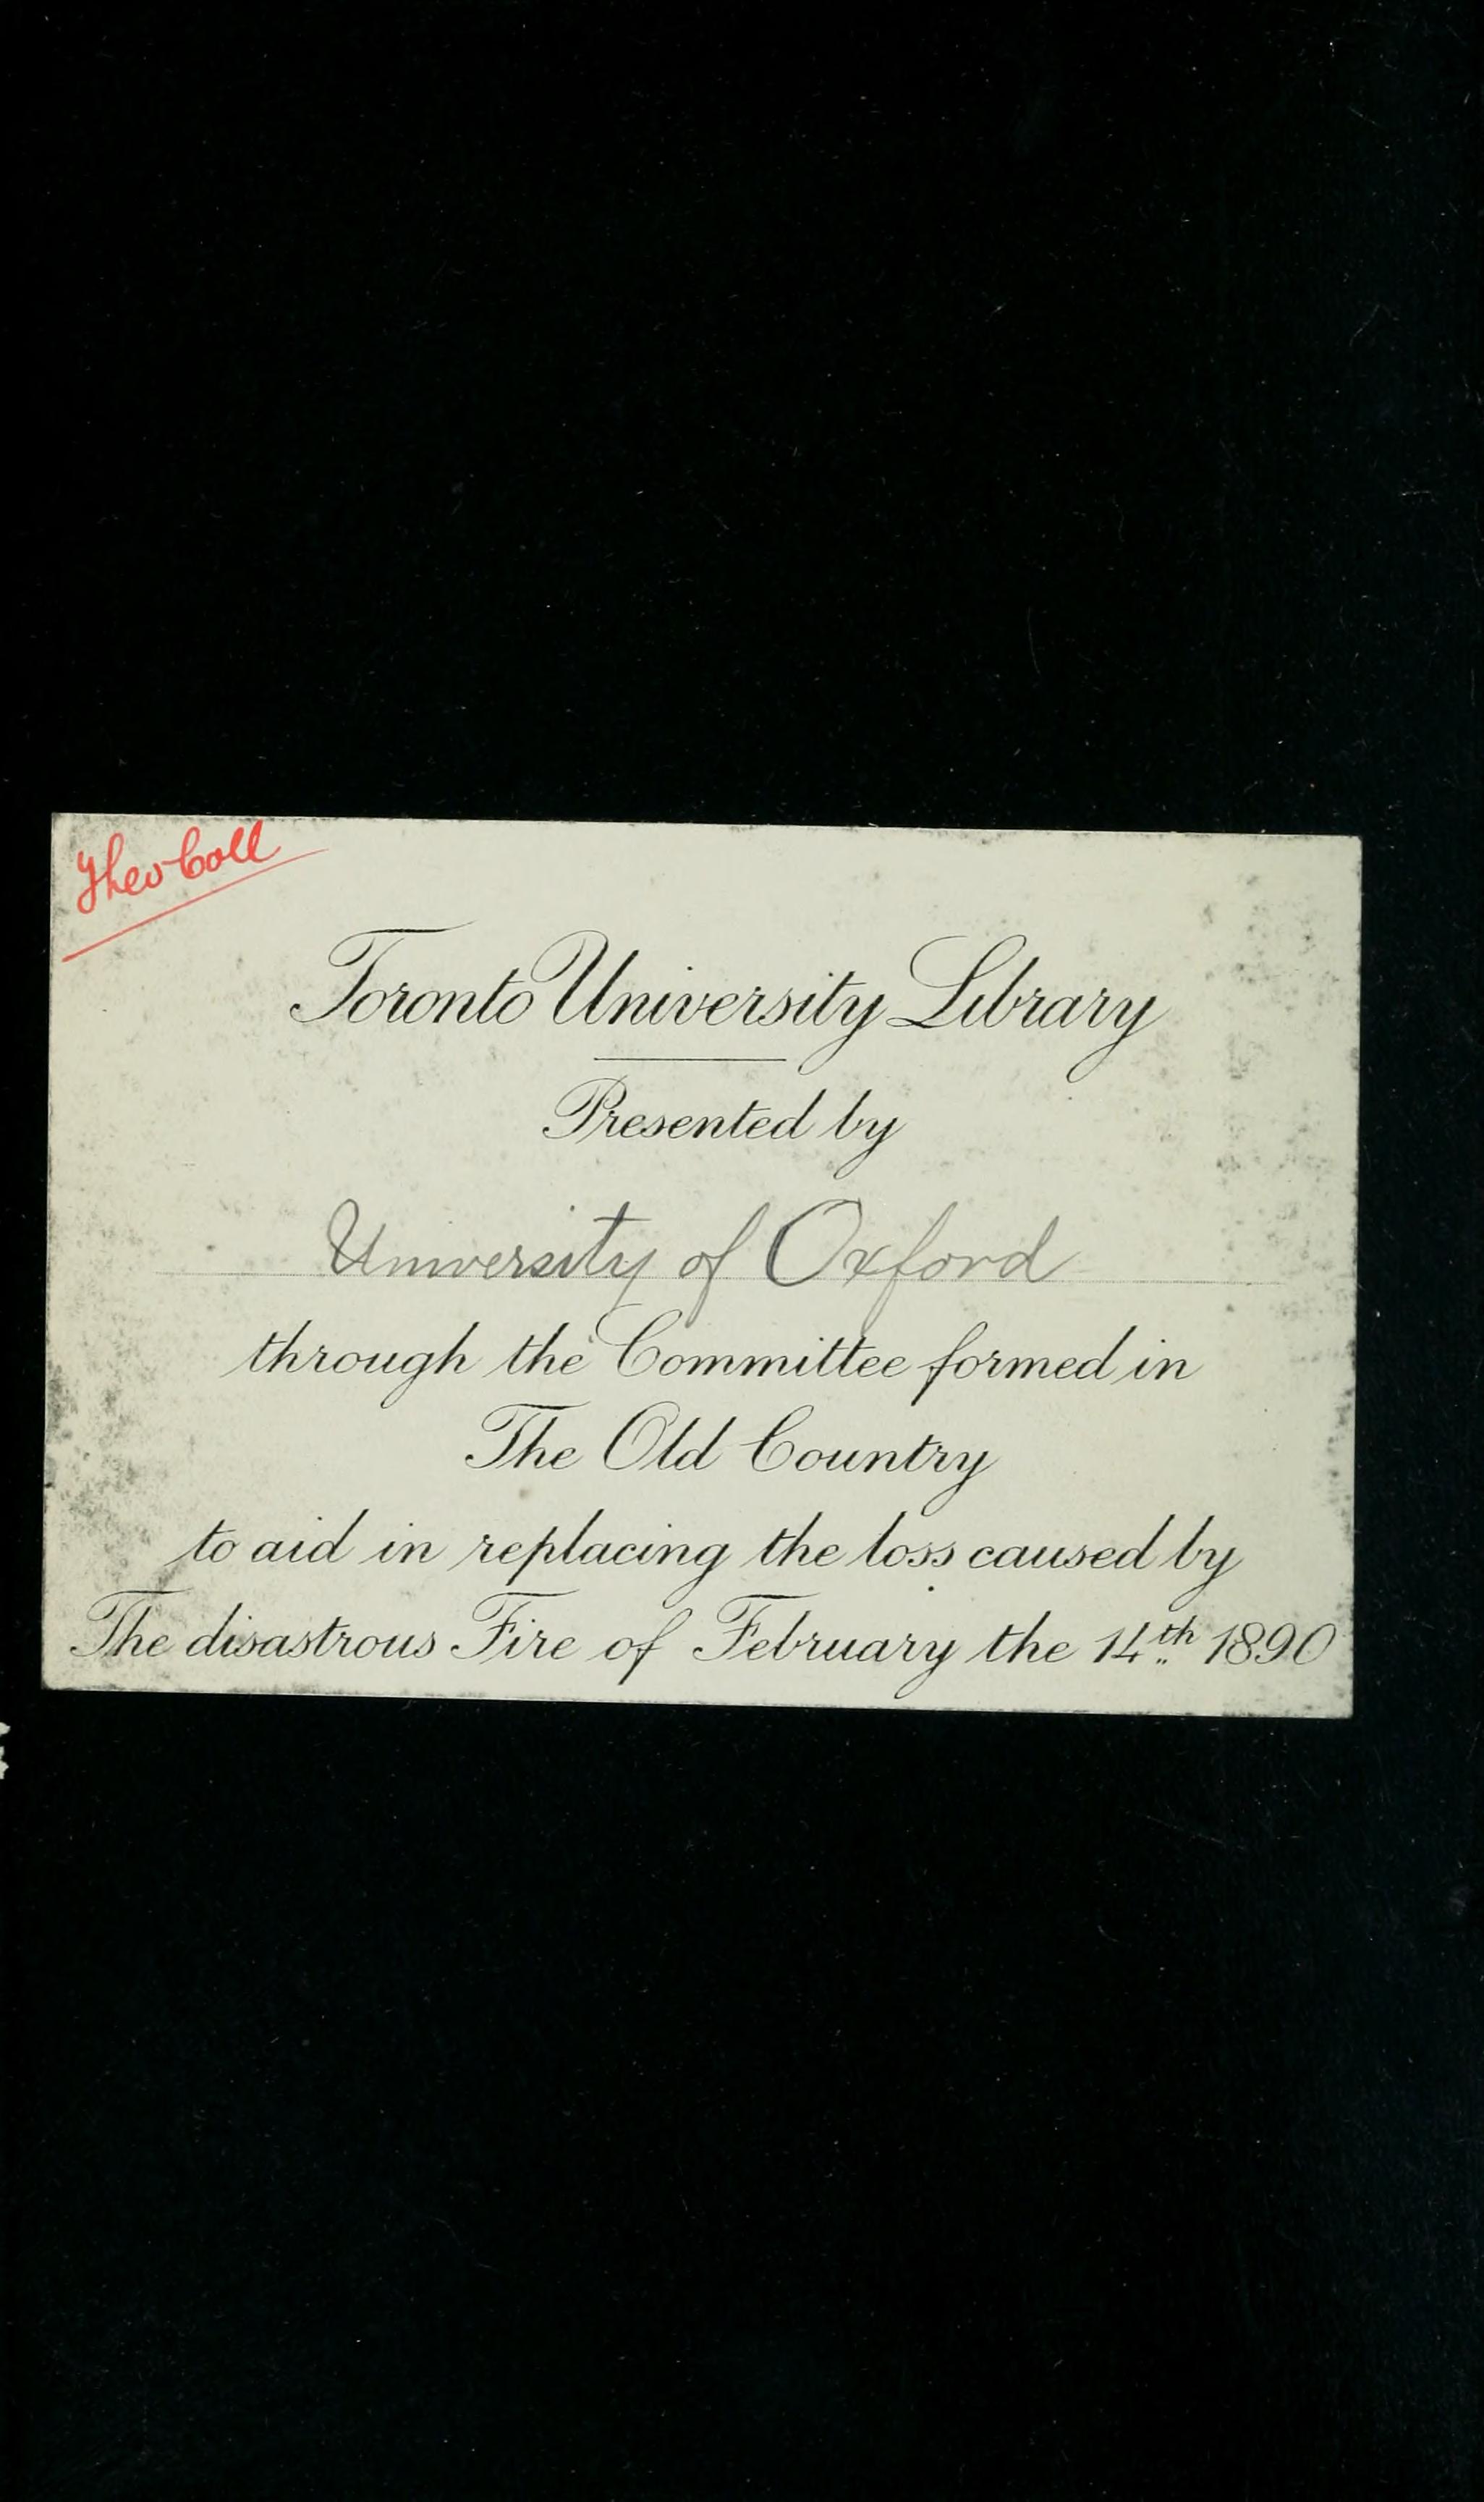 Theo Coll
Toronto University Library
Presented by
University of Oxford
through the Committee formed in
The Old Country
to aid in replacing the loss caused by
The disastrous Fire of February the 14th 1890